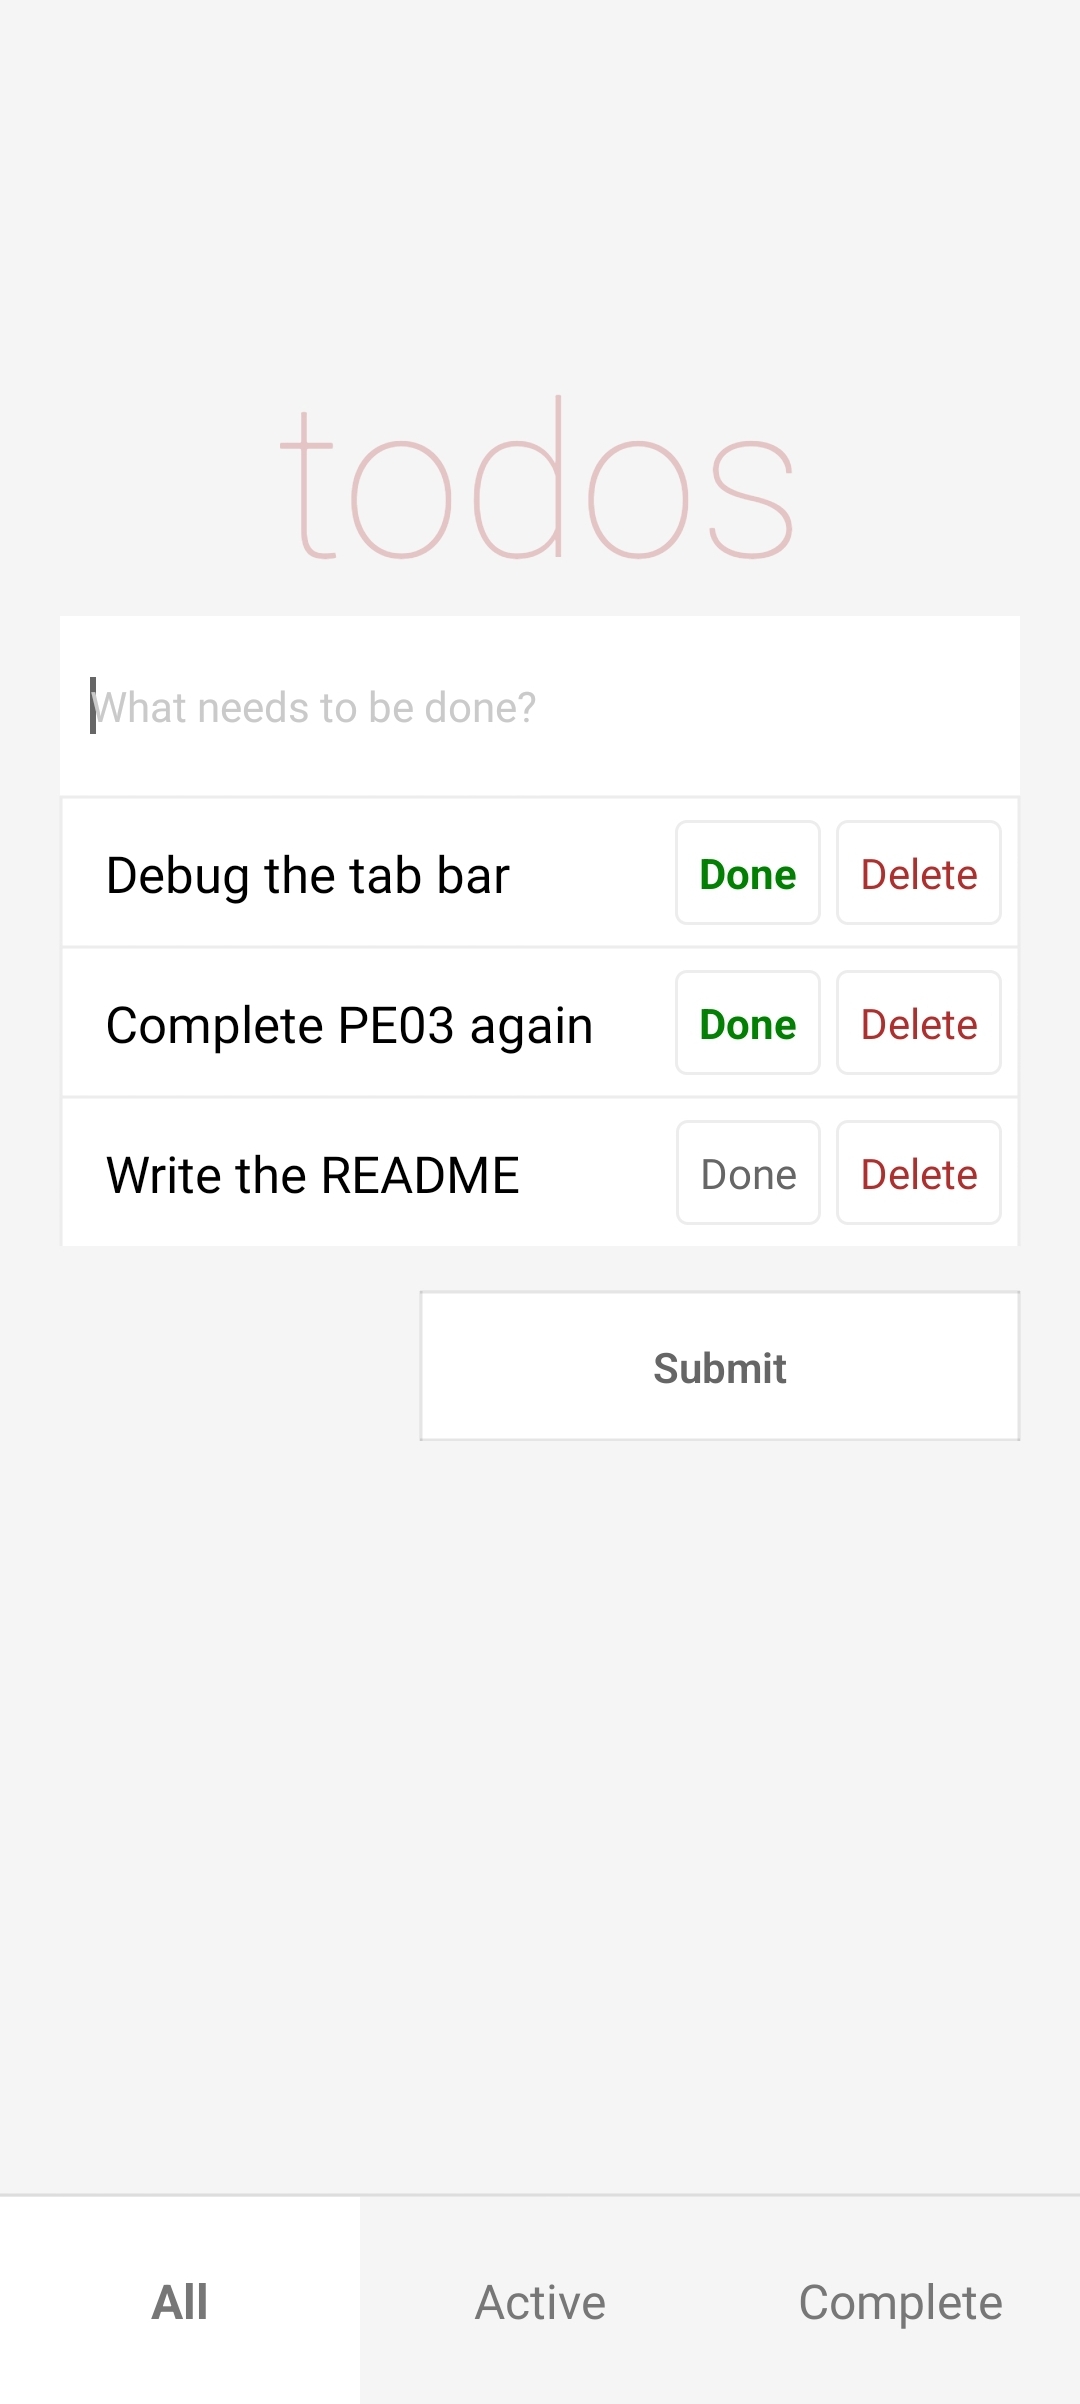 todos
What needs to be done?
Debug the tab bar Done Delete
Complete PE03 again Done Delete
Write the README Done Delete
Submit
All Active Complete